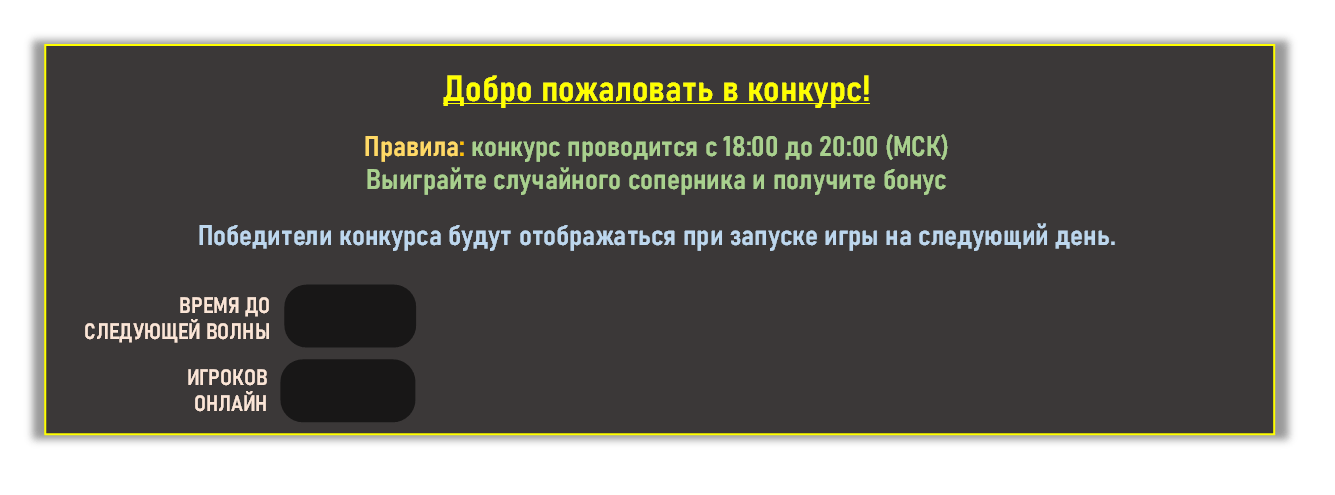 Добро пожаловать в конкурс!
Правила: конкурс проводится с 18:00 до 20:00 (МСК)
Выиграйте случайного соперника и получите бонус
Победители конкурса будут отображаться при запуске игры на следующий день.
ВРЕМЯ ДО
СЛЕДУЮЩЕЙ ВОЛНЫ
ИГРОКОВ
ОНЛАЙН